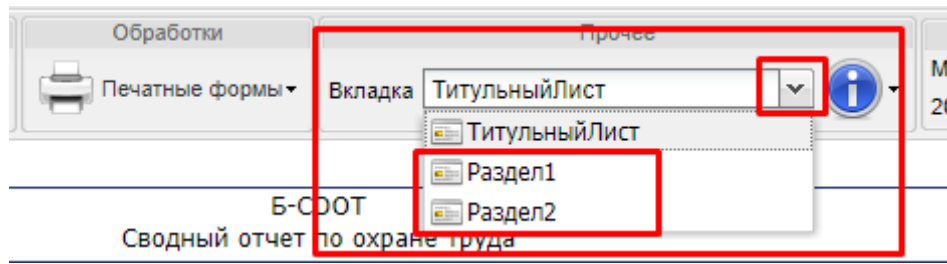 Обработки
Прочее
Печатные формы
Вкладка
ТитульныйЛист
ТитульныйЛист
Раздел1
Раздел2
Б-СООТ
Сводный отчет по охране труда